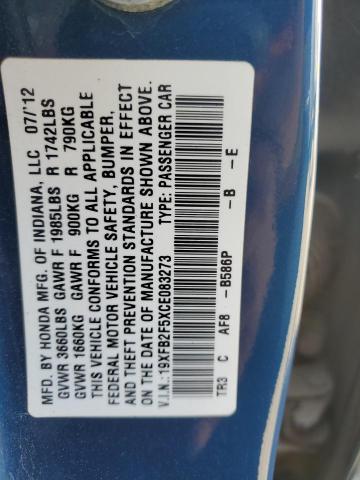 MFD. BY HONDA MFG. OF INDIANA, LLC 07/'12
GVWR 3660LBS GAWR F 1985LBS R 1742LBS
GVWR 1660KG GAWR F 900KG R 790KG
THIS VEHICLE CONFORMS TO ALL APPLICABLE
FEDERAL MOTOR VEHICLE SAFETY, BUMPER,
AND THEFT PREVENTION STANDARDS IN EFFECT
ON THE DATE OF MANUFACTURE SHOWN ABOVE.
V.I.N.:19XFB2F5XCE083273 TYPE: PASSENGER CAR
TR3 C AF8 -B586P -B -E